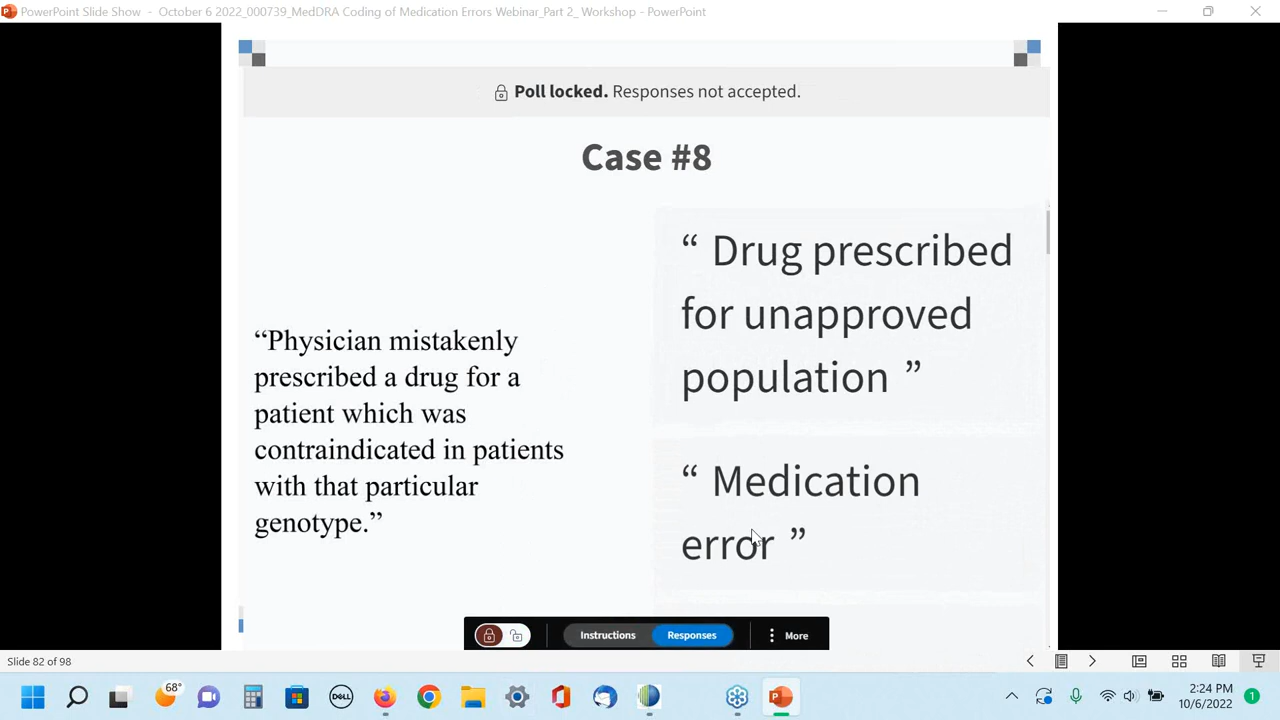 PowerPoint Slide Show - October 6 2022_000739_MedDRA Coding of Medication Errors Webinar_Part 2_ Workshop - PowerPoint
Poll locked. Responses not accepted.
Case #8
“Physician mistakenly
prescribed a drug for a
patient which was
contraindicated in patients
with that particular
genotype.”
“ Drug prescribed
for unapproved
population ”
“ Medication
error ”
Instructions
Responses
More
Slide 82 of 98
68°
DELL
2:24 PM
10/6/2022
1